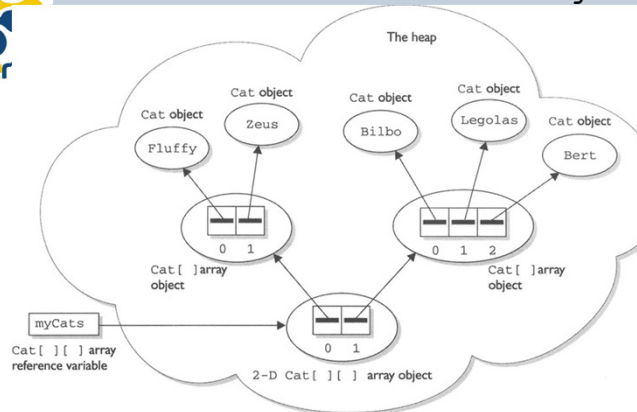 The heap
Cat object
Cat object
Cat object
Cat object
Cat object
Fluffy
Zeus
Bilbo
Legolas
Bert
0 1
0 1 2
Cat[ ]array
object
Cat[ ]array
object
myCats
Cat[ ][ ] array
reference variable
0 1
2-D Cat[ ][ ] array object